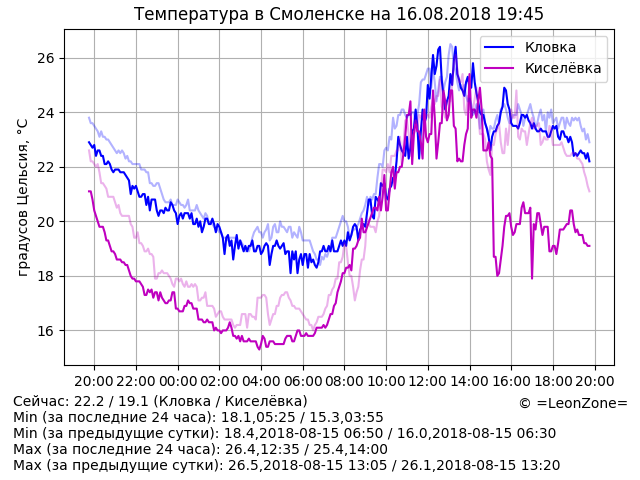 Температура в Смоленске на 16.08.2018 19:45
градусов Цельсия, °C
26
24
22
20
18
16
Кловка
Киселёвка
20:00 22:00 00:00 02:00 04:00 06:00 08:00 10:00 12:00 14:00 16:00 18:00 20:00
Сейчас: 22.2 / 19.1 (Кловка / Киселёвка)
© =LeonZone=
Min (за последние 24 часа): 18.1,05:25 / 15.3,03:55
Min (за предыдущие сутки): 18.4,2018-08-15 06:50 / 16.0,2018-08-15 06:30
Max (за последние 24 часа): 26.4,12:35 / 25.4,14:00
Max (за предыдущие сутки): 26.5,2018-08-15 13:05 / 26.1,2018-08-15 13:20